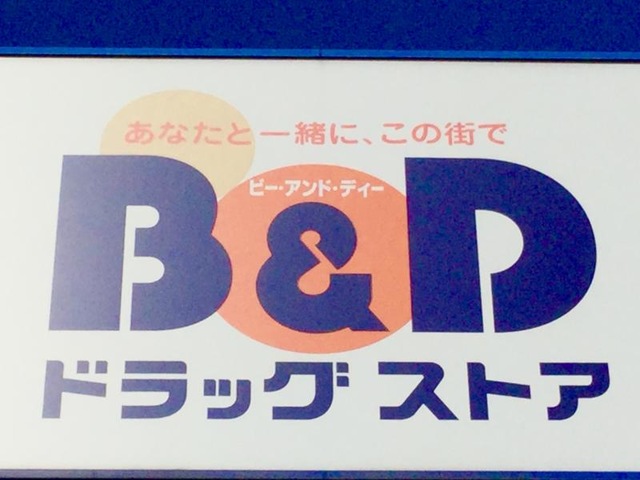 あなたと一緒に、この街で
ビー・アンド・ディー
B&D
ドラッグストア